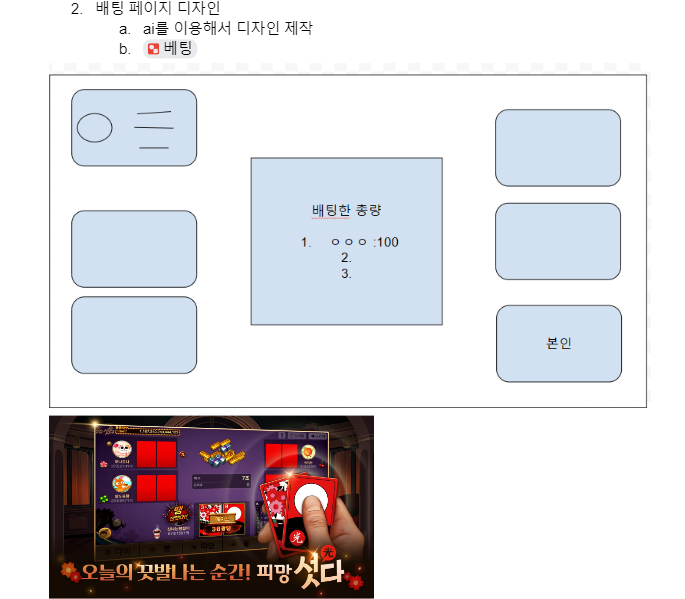 2. 배팅 페이지 디자인
a. ai를 이용해서 디자인 제작
b. 베팅
배팅한 총량
1. ㅇㅇㅇ :100
2.
3.
본인
오늘의 끗발나는 순간! 피망 섯다
光
光